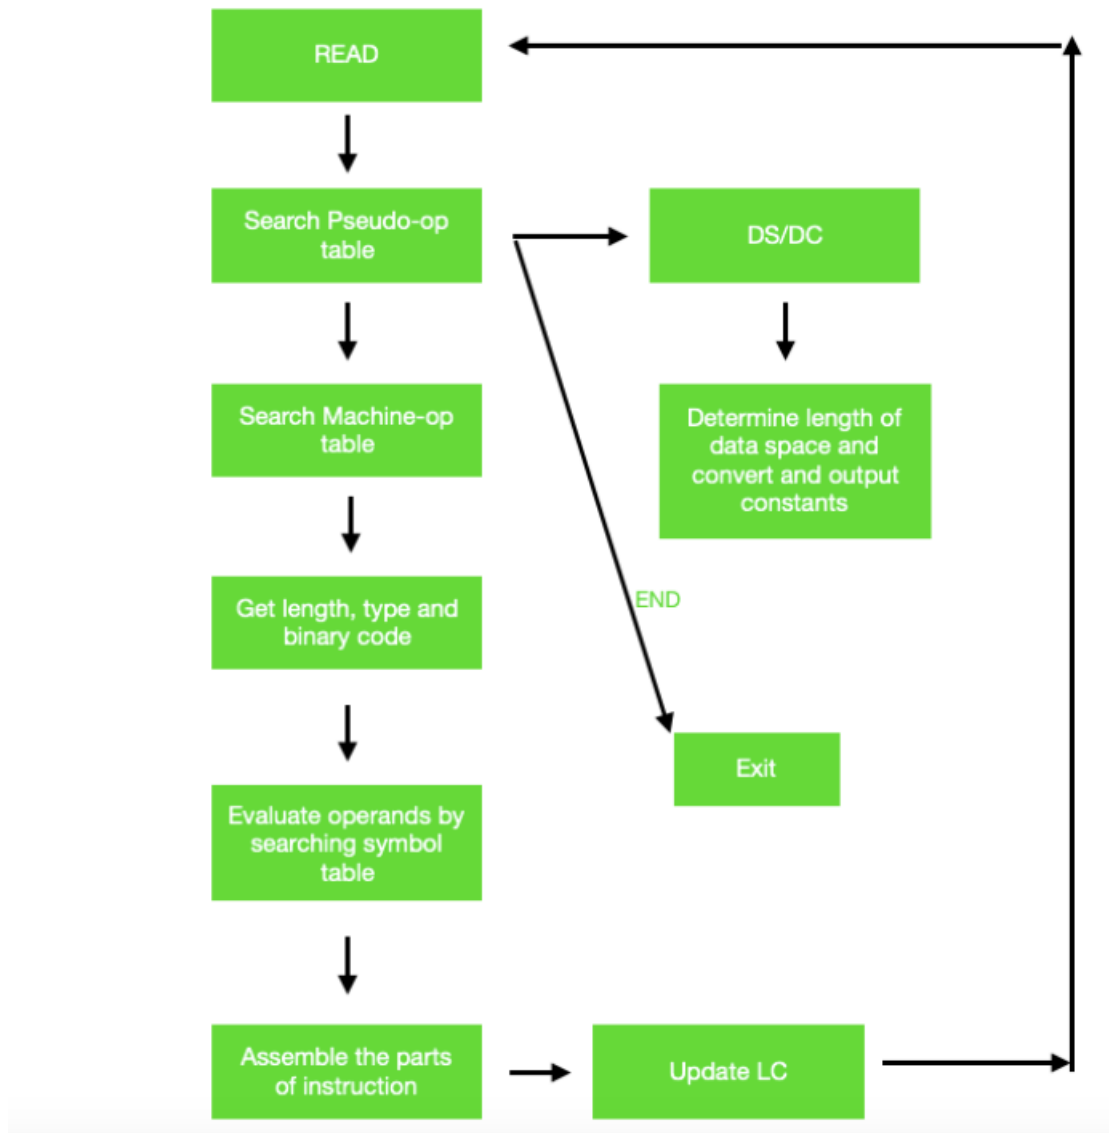 READ
Search Pseudo-op
table
DS/DC
Search Machine-op
table
Determine length of
data space and
convert and output
constants
Get length, type and
binary code
END
Exit
Evaluate operands by
searching symbol
table
Assemble the parts
of instruction
Update LC